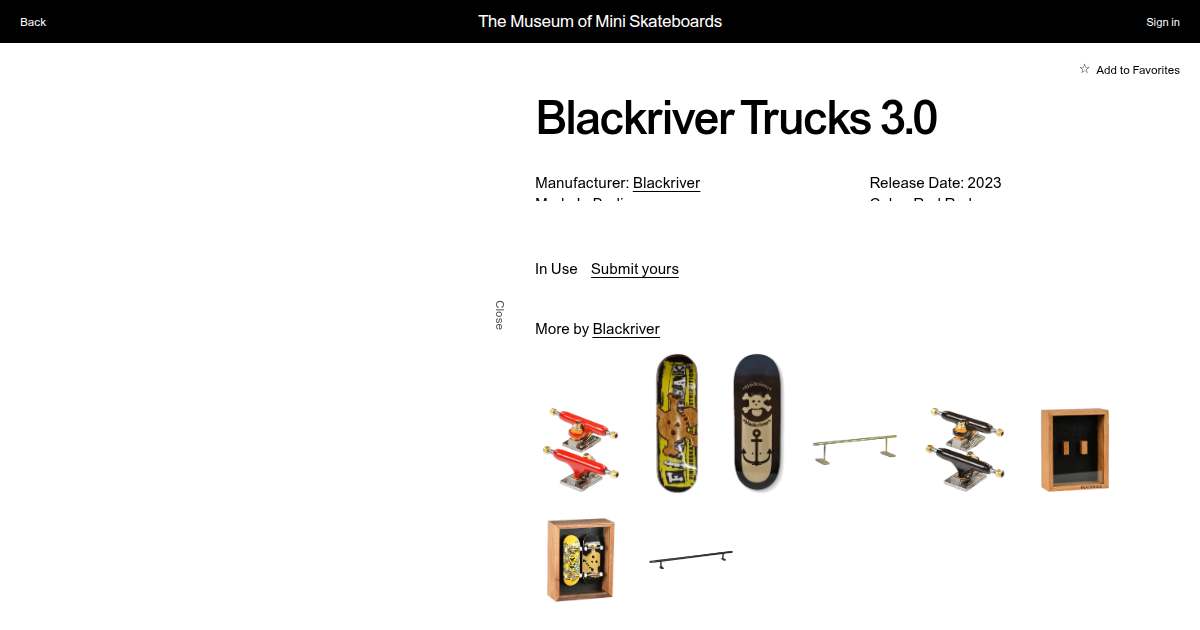 Back
The Museum of Mini Skateboards
Sign in
☆ Add to Favorites
Blackriver Trucks 3.0
Manufacturer: Blackriver
Release Date: 2023
In Use Submit yours
Close
More by Blackriver